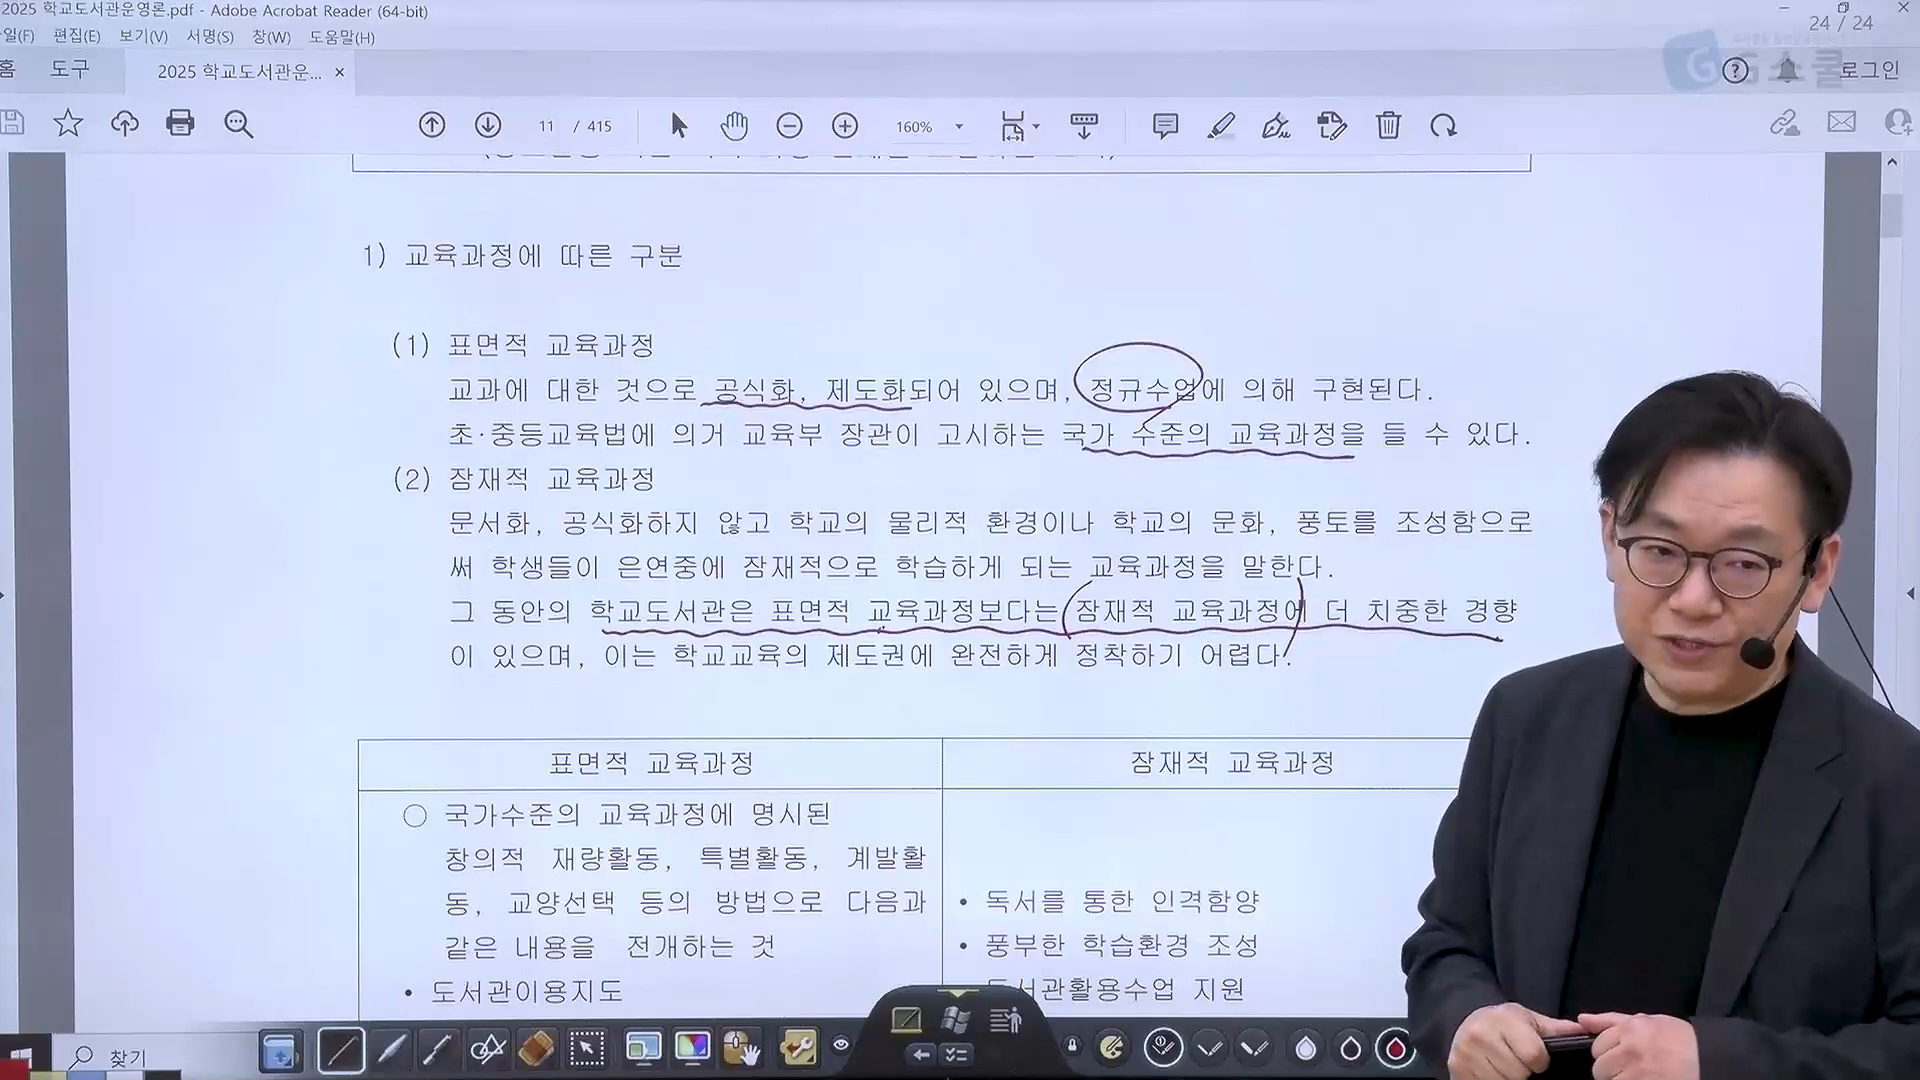 2025 학교도서관운영론.pdf - Adobe Acrobat Reader (64-bit)
24 / 24
일(F) 편집(E) 보기(V) 서명(S) 창(W) 도움말(H)
홈 도구 2025 학교도서관운... × G스쿨 로그인
11 / 415 160%
1) 교육과정에 따른 구분
(1) 표면적 교육과정
교과에 대한 것으로 공식화, 제도화되어 있으며, 정규수업에 의해 구현된다.
초·중등교육법에 의거 교육부 장관이 고시하는 국가 수준의 교육과정을 들 수 있다.
(2) 잠재적 교육과정
문서화, 공식화하지 않고 학교의 물리적 환경이나 학교의 문화, 풍토를 조성함으로
써 학생들이 은연중에 잠재적으로 학습하게 되는 교육과정을 말한다.
그 동안의 학교도서관은 표면적 교육과정보다는 잠재적 교육과정에 더 치중한 경향
이 있으며, 이는 학교교육의 제도권에 완전하게 정착하기 어렵다.
표면적 교육과정
○ 국가수준의 교육과정에 명시된
창의적 재량활동, 특별활동, 계발활
동, 교양선택 등의 방법으로 다음과
같은 내용을 전개하는 것
• 도서관이용지도
잠재적 교육과정
• 독서를 통한 인격함양
• 풍부한 학습환경 조성
서관활용수업 지원
찾기